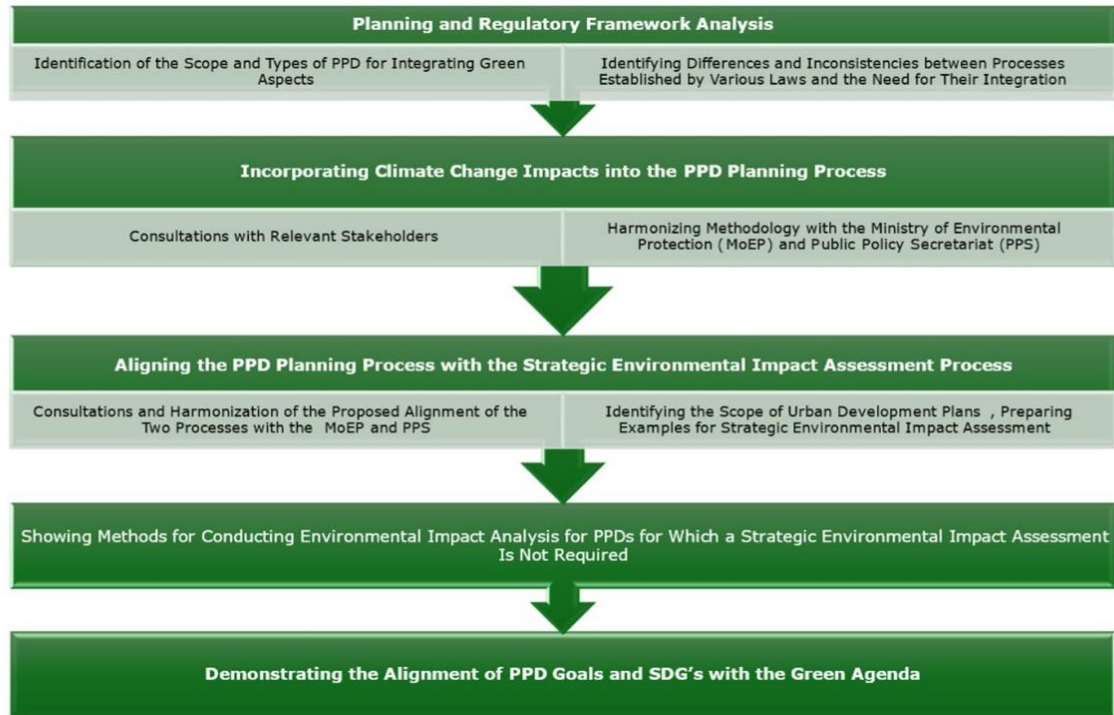 Planning and Regulatory Framework Analysis
Identification of the Scope and Types of PPD for Integrating Green
Aspects
Identifying Differences and Inconsistencies between Processes
Established by Various Laws and the Need for Their Integration
Incorporating Climate Change Impacts into the PPD Planning Process
Consultations with Relevant Stakeholders
Harmonizing Methodology with the Ministry of Environmental
Protection (MoEP) and Public Policy Secretariat (PPS)
Aligning the PPD Planning Process with the Strategic Environmental Impact Assessment Process
Consultations and Harmonization of the Proposed Alignment of the
Two Processes with the  MoEP and PPS
Identifying the Scope of Urban Development Plans , Preparing
Examples for Strategic Environmental Impact Assessment
Showing Methods for Conducting Environmental Impact Analysis for PPDs for Which a Strategic Environmental Impact Assessment
Is Not Required
Demonstrating the Alignment of PPD Goals and SDG's with the Green Agenda